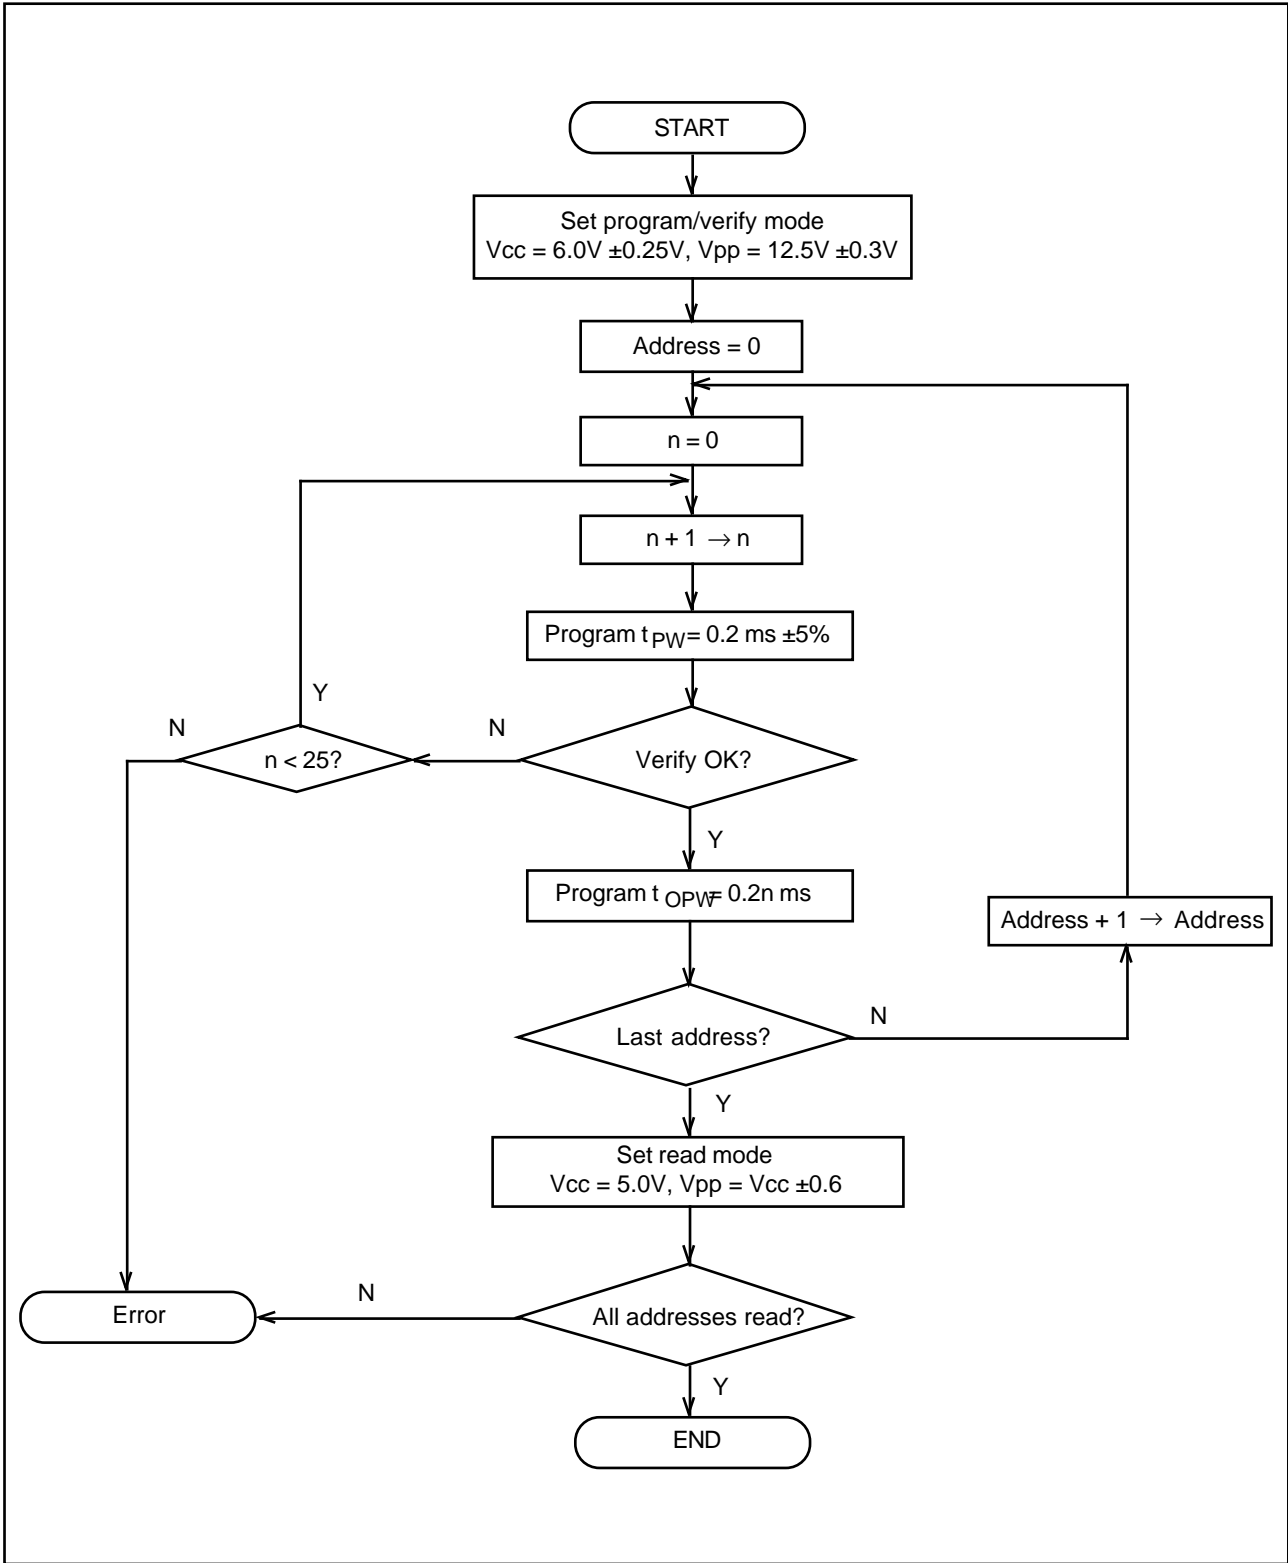 START
Set program/verify mode
Vcc = 6.0V ±0.25V, Vpp = 12.5V ±0.3V
Address = 0
n = 0
n + 1 → n
Program t PW = 0.2 ms ±5%
Y
N
N
n < 25?
Verify OK?
Y
Program t OPW = 0.2n ms
Address + 1 → Address
N
Last address?
Y
Set read mode
Vcc = 5.0V, Vpp = Vcc ±0.6
N
Error
All addresses read?
Y
END